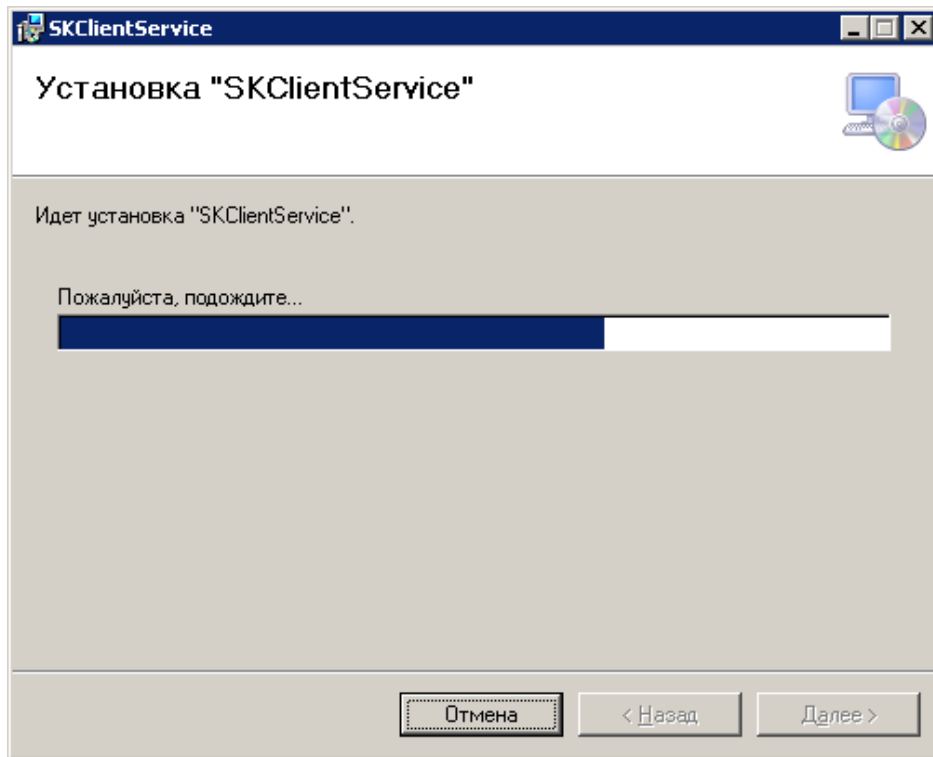 SKClientService
Установка "SKClientService"
Идет установка "SKClientService".
Пожалуйста, подождите...
Отмена
< Назад
Далее >